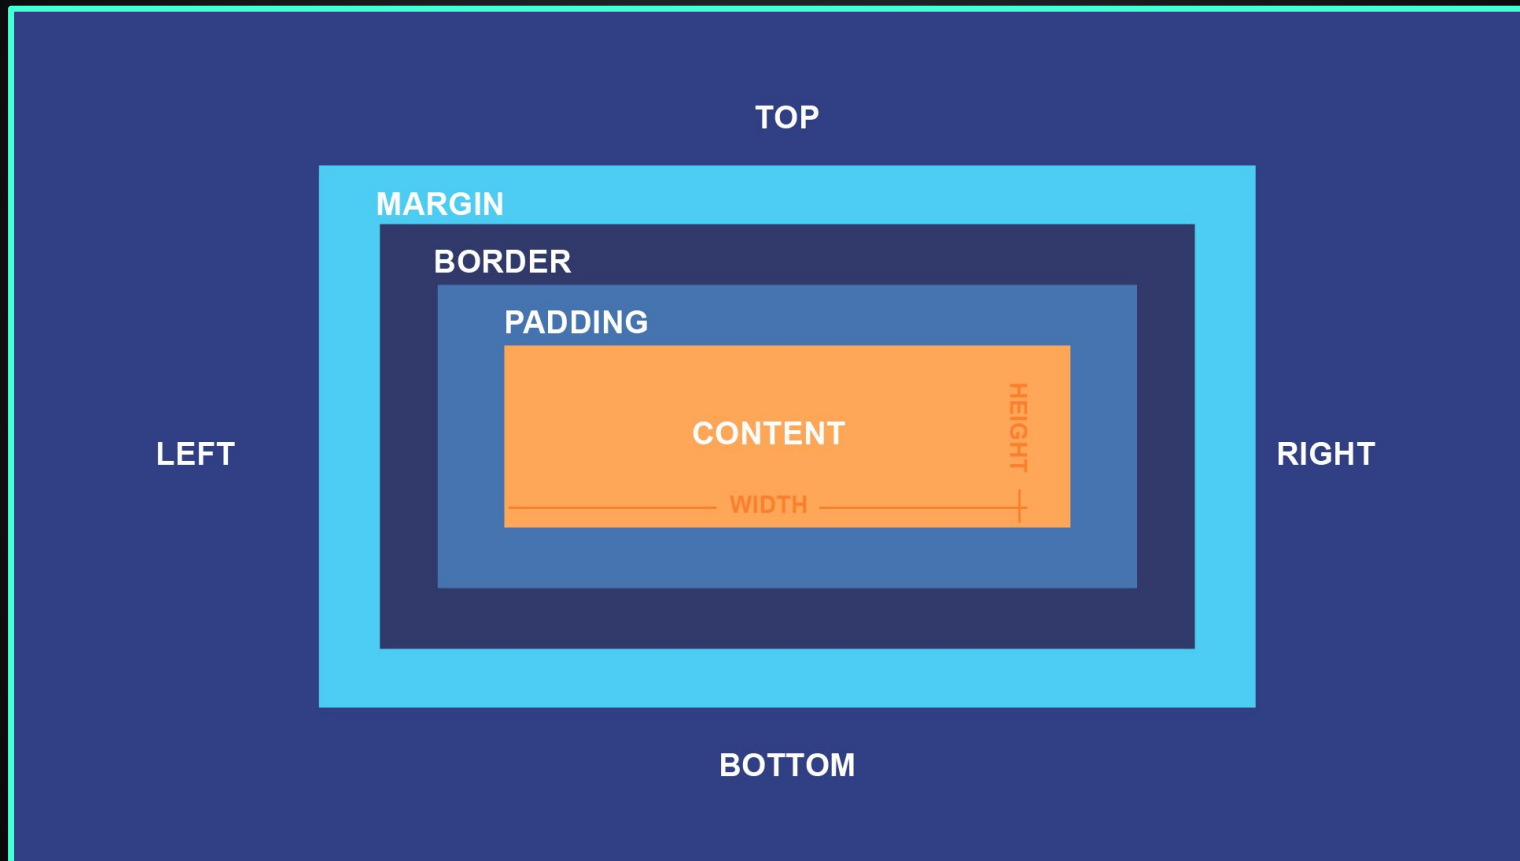 TOP
MARGIN
BORDER
PADDING
CONTENT
HEIGHT
WIDTH
LEFT
RIGHT
BOTTOM